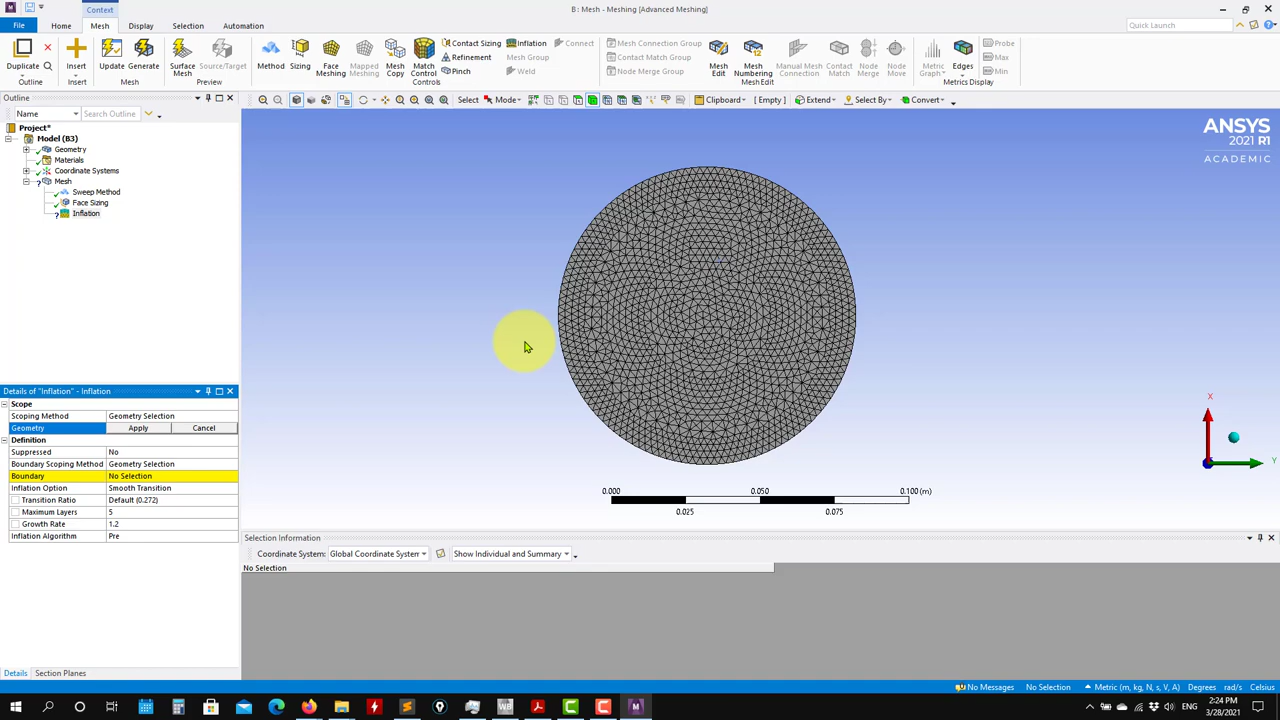 Context
B : Mesh - Meshing [Advanced Meshing]
File Home Mesh Display Selection Automation
Quick Launch
Duplicate Insert Update Generate Surface Mesh Source/Target Method Sizing Face Meshing Mapped Meshing Mesh Copy Match Control
Contact Sizing Inflation Connect
Refinement Mesh Group
Pinch Weld
Mesh Connection Group
Contact Match Group
Node Merge Group
Mesh Edit Mesh Numbering Manual Mesh Connection Contact Match Node Merge Node Move
Metric Graph Edges Probe
Max
Min
Outline Insert Mesh Preview Controls Mesh Edit Metrics Display
Outline
Select Mode Clipboard [ Empty ] Extend Select By Convert
Name Search Outline
Project*
Model (B3)
Geometry
Materials
Coordinate Systems
Mesh
Sweep Method
Face Sizing
Inflation
ANSYS
2021 R1
ACADEMIC
Details of "Inflation" - Inflation
Scope
Scoping Method Geometry Selection
Geometry Apply Cancel
Definition
Suppressed No
Boundary Scoping Method Geometry Selection
Boundary No Selection
Inflation Option Smooth Transition
Transition Ratio Default (0.272)
Maximum Layers 5
Growth Rate 1.2
Inflation Algorithm Pre
X
Y
0.000 0.050 0.100 (m)
0.025 0.075
Selection Information
Coordinate System: Global Coordinate System Show Individual and Summary
No Selection
Details Section Planes
No Messages No Selection Metric (m, kg, N, s, V, A) Degrees rad/s Celsius
2:24 PM
3/28/2021